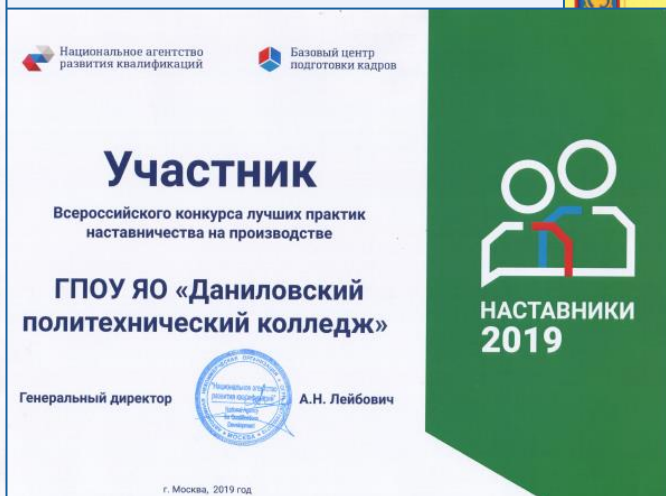 Национальное агентство
развития квалификаций
Базовый центр
подготовки кадров
Участник
Всероссийского конкурса лучших практик
наставничества на производстве
ГПОУ ЯО «Даниловский
политехнический колледж»
Генеральный директор
А.Н. Лейбович
г. Москва, 2019 год
НАСТАВНИКИ
2019